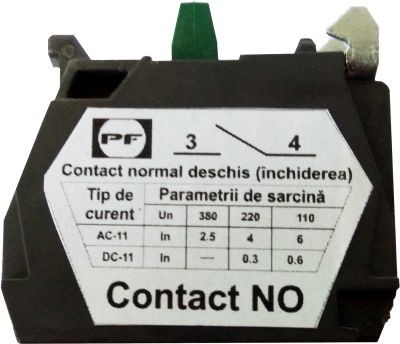 PF 3 4
Contact normal deschis (închiderea)
Tip de curent Parametrii de sarcină
Un 380 220 110
AC-11 In 2.5 4 6
DC-11 In — 0.3 0.6
Contact NO